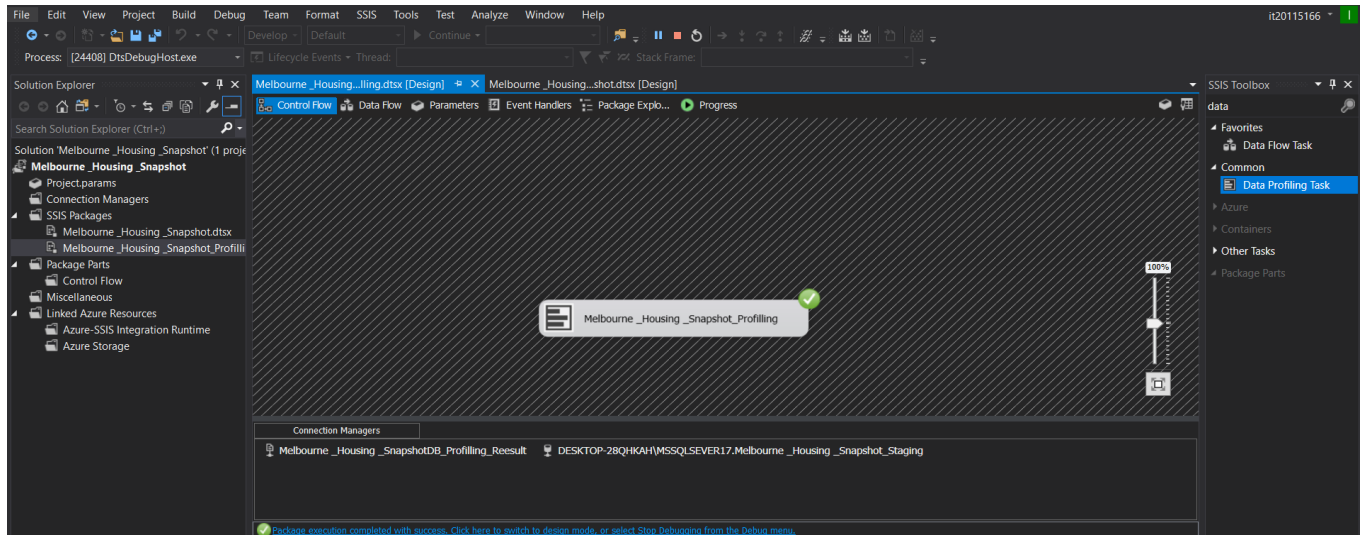 File Edit View Project Build Debug Team Format SSIS Tools Test Analyze Window Help it20115166 I
Develop Default Continue
Process: [24408] DtsDebugHost.exe Lifecycle Events Thread: Stack Frame:
Solution Explorer
Search Solution Explorer (Ctrl+;)
Solution 'Melbourne _Housing _Snapshot' (1 proje
Melbourne _Housing _Snapshot
Project.params
Connection Managers
SSIS Packages
Melbourne _Housing _Snapshot.dtsx
Melbourne _Housing _Snapshot_Profilli
Package Parts
Control Flow
Miscellaneous
Linked Azure Resources
Azure-SSIS Integration Runtime
Azure Storage
Melbourne _Housing...lling.dtsx [Design] Melbourne _Housing...shot.dtsx [Design]
Control Flow Data Flow Parameters Event Handlers Package Explo... Progress
Melbourne _Housing _Snapshot_Profilling
100%
Connection Managers
Melbourne _Housing _SnapshotDB_Profilling_Reesult DESKTOP-28QHKAH\MSSQLSEVER17.Melbourne _Housing _Snapshot_Staging
Package execution completed with success. Click here to switch to design mode, or select Stop Debugging from the Debug menu.
SSIS Toolbox
data
Favorites
Data Flow Task
Common
Data Profiling Task
Azure
Containers
Other Tasks
Package Parts